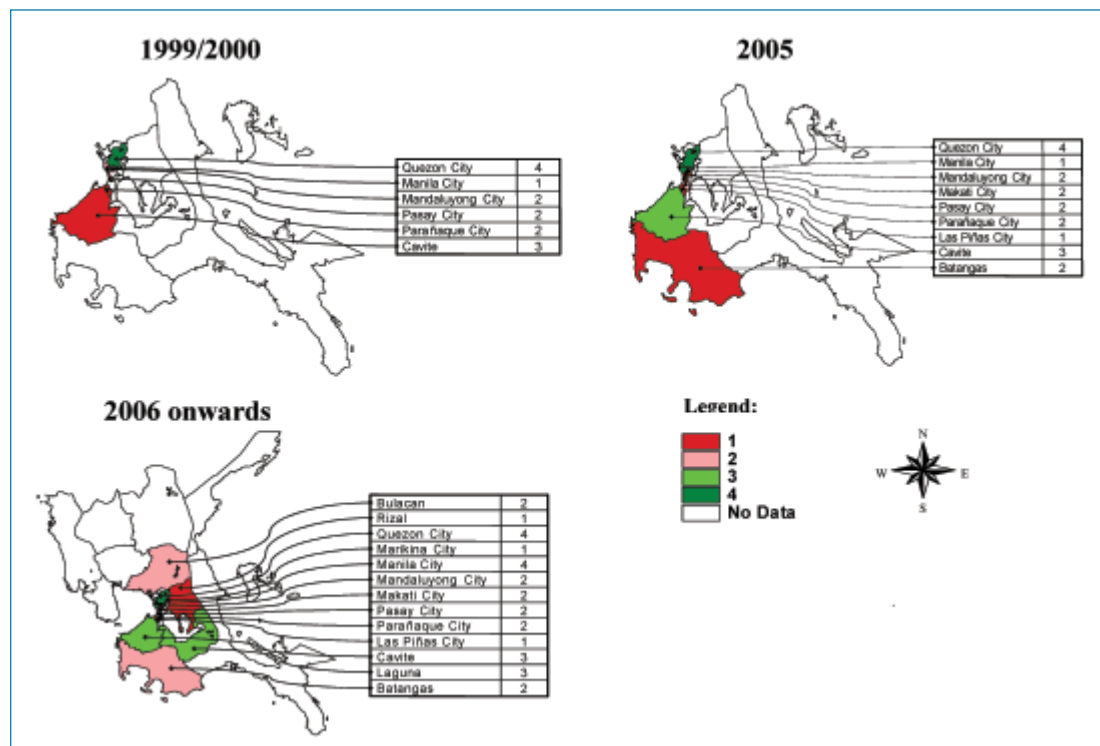 1999/2000
Quezon City 4
Manila City 1
Mandaluyong City 2
Pasay City 2
Parañaque City 2
Cavite 3
2005
Quezon City 4
Manila City 1
Mandaluyong City 2
Makati City 2
Pasay City 2
Parañaque City 2
Las Piñas City 1
Cavite 3
Batangas 2
2006 onwards
Bulacan 2
Rizal 1
Quezon City 4
Marikina City 1
Manila City 4
Mandaluyong City 2
Makati City 2
Pasay City 2
Parañaque City 2
Las Piñas City 1
Cavite 3
Laguna 3
Batangas 2
Legend:
1
2
3
4
No Data
N
W E
S